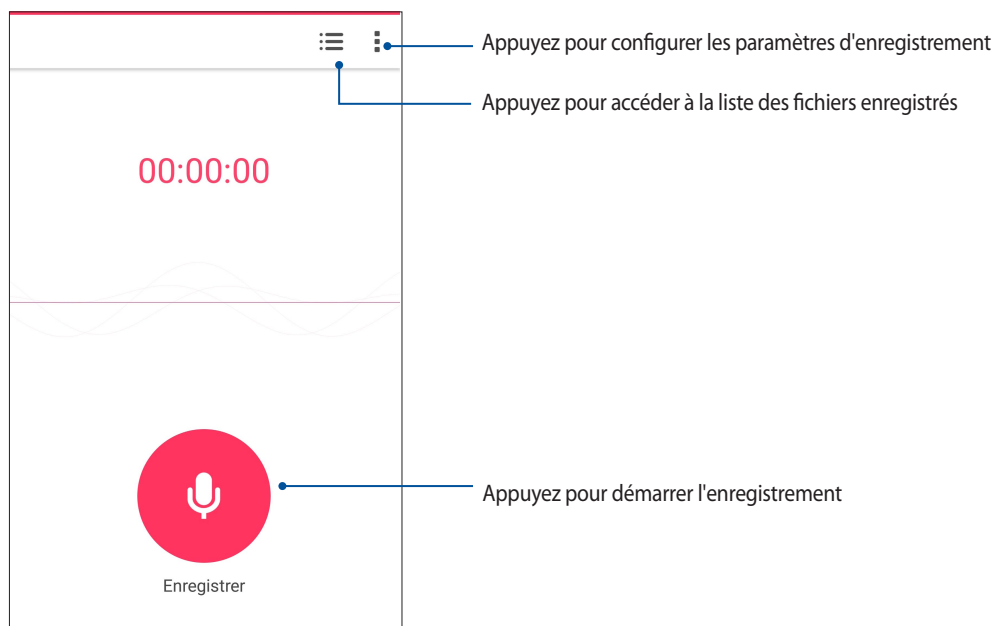 Appuyez pour configurer les paramètres d'enregistrement
Appuyez pour accéder à la liste des fichiers enregistrés
00:00:00
Appuyez pour démarrer l'enregistrement
Enregistrer